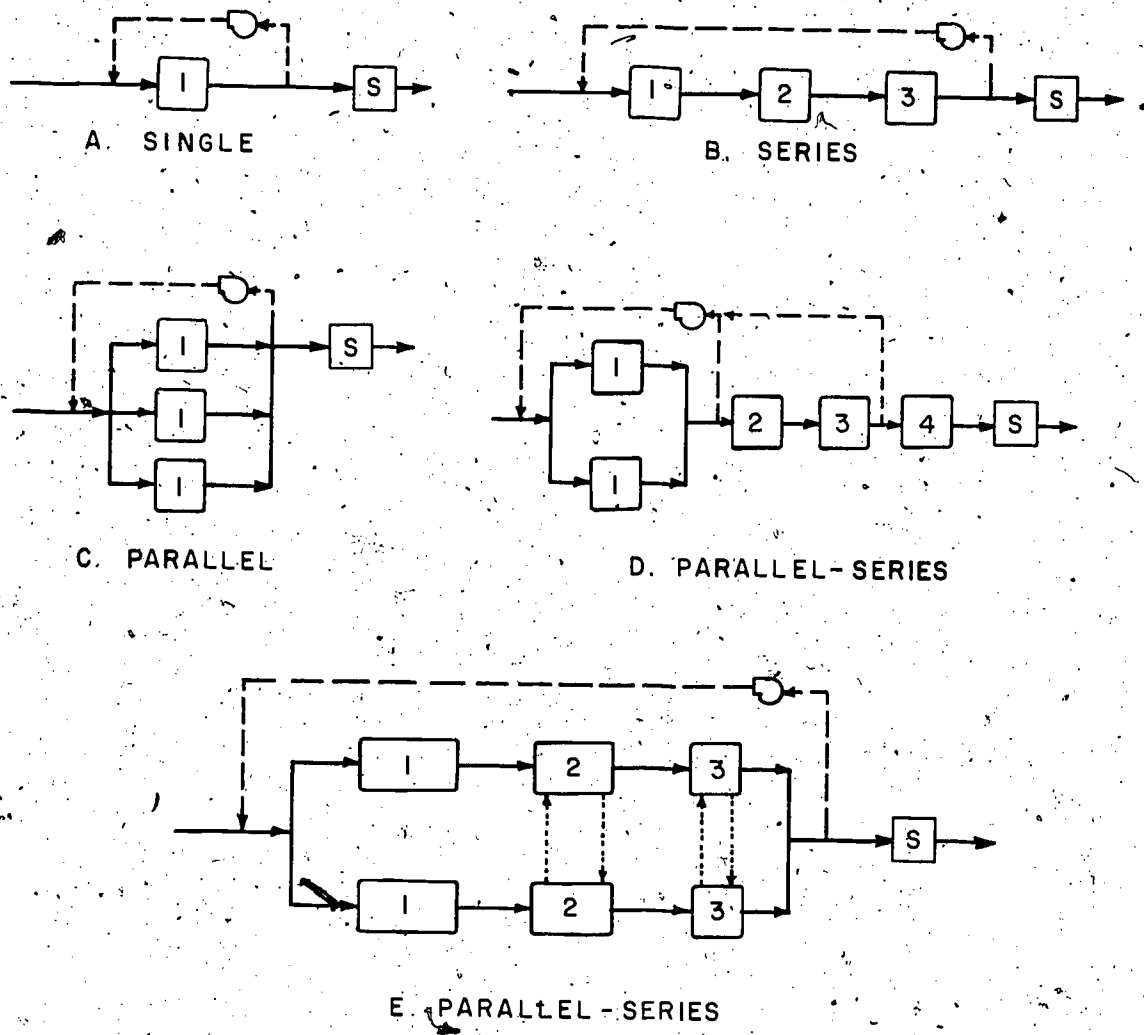 1 S
A. SINGLE
1 2 3 S
B. SERIES
1 S
1
1
C. PARALLEL
1
1 2 3 4 S
D. PARALLEL-SERIES
1 2 3
S
1 2 3
E. PARALLEL-SERIES